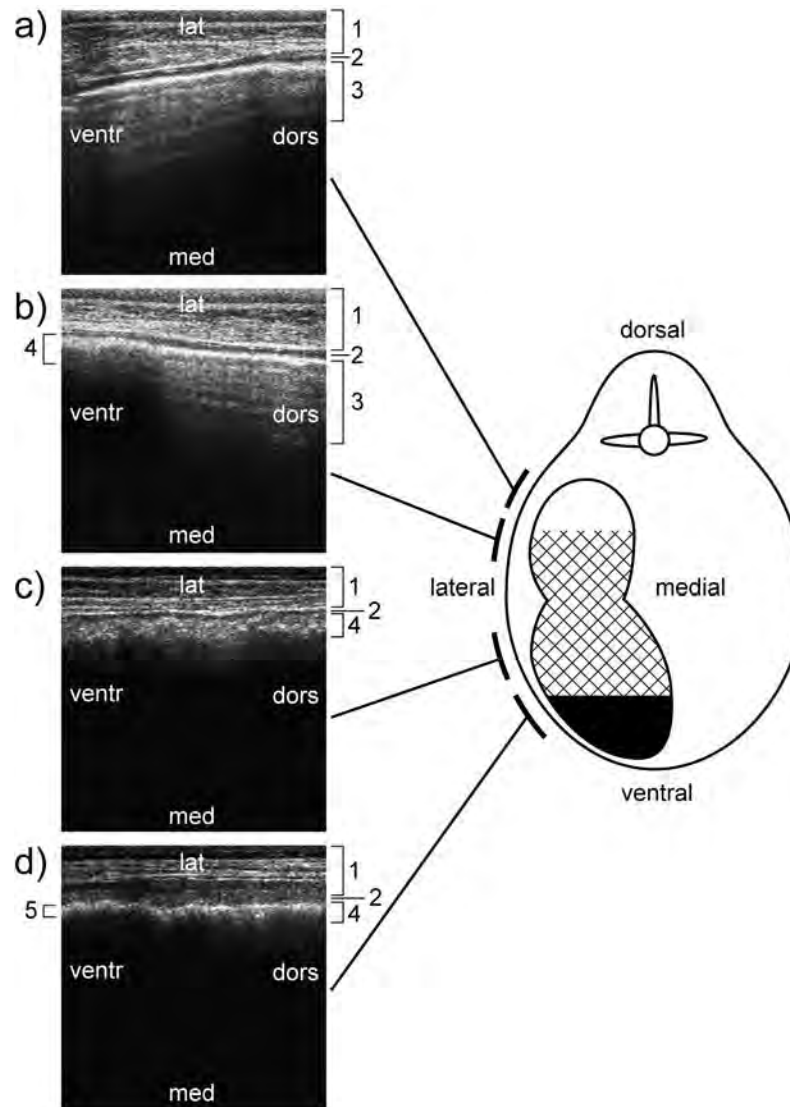 a)
lat
1
2
3
ventr
dors
med
b)
lat
1
4
2
3
ventr
dors
med
c)
lat
1
2
4
ventr
dors
med
d)
lat
1
2
5
4
ventr
dors
med
dorsal
lateral
medial
ventral